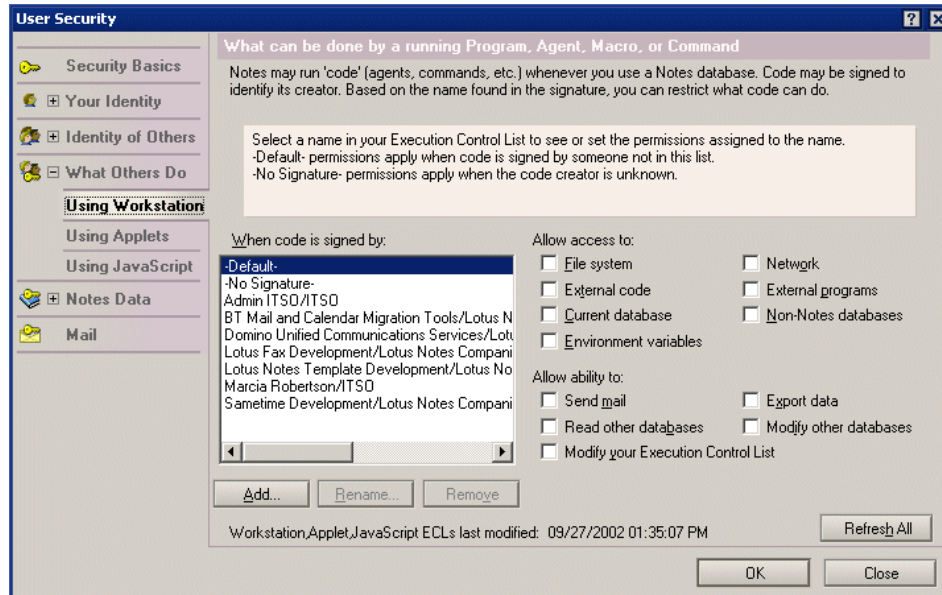 User Security
What can be done by a running Program, Agent, Macro, or Command
Security Basics
Your Identity
Identity of Others
What Others Do
Using Workstation
Using Applets
Using JavaScript
Notes Data
Mail
Notes may run 'code' (agents, commands, etc.) whenever you use a Notes database. Code may be signed to
identify its creator. Based on the name found in the signature, you can restrict what code can do.
Select a name in your Execution Control List to see or set the permissions assigned to the name.
-Default- permissions apply when code is signed by someone not in this list.
-No Signature- permissions apply when the code creator is unknown.
When code is signed by:
-Default-
-No Signature-
Admin ITSO/ITSO
BT Mail and Calendar Migration Tools/Lotus N
Domino Unified Communications Services/Lotu
Lotus Fax Development/Lotus Notes Compani
Lotus Notes Template Development/Lotus No
Marcia Robertson/ITSO
Sametime Development/Lotus Notes Compani
Add...
Rename...
Remove
Allow access to:
File system
Network
External code
External programs
Current database
Non-Notes databases
Environment variables
Allow ability to:
Send mail
Export data
Read other databases
Modify other databases
Modify your Execution Control List
Workstation,Applet,JavaScript ECLs last modified: 09/27/2002 01:35:07 PM
Refresh All
OK
Close